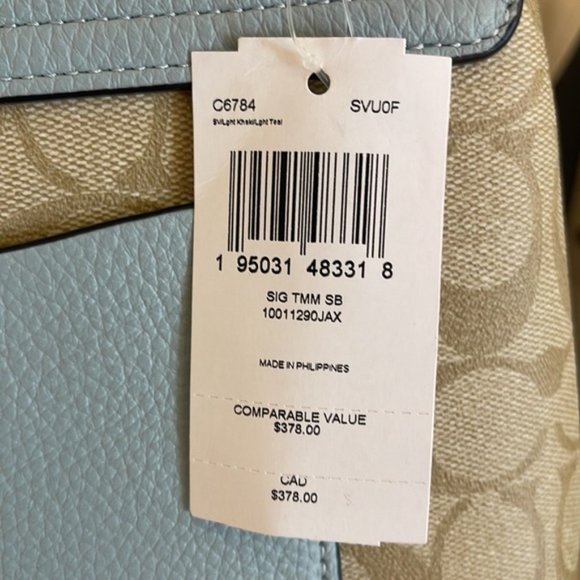 C6784 SVU0F
SV/Lght Khaki/Lght Teal
1 95031 48331 8
SIG TMM SB
10011290JAX
MADE IN PHILIPPINES
COMPARABLE VALUE
$378.00
CAD
$378.00